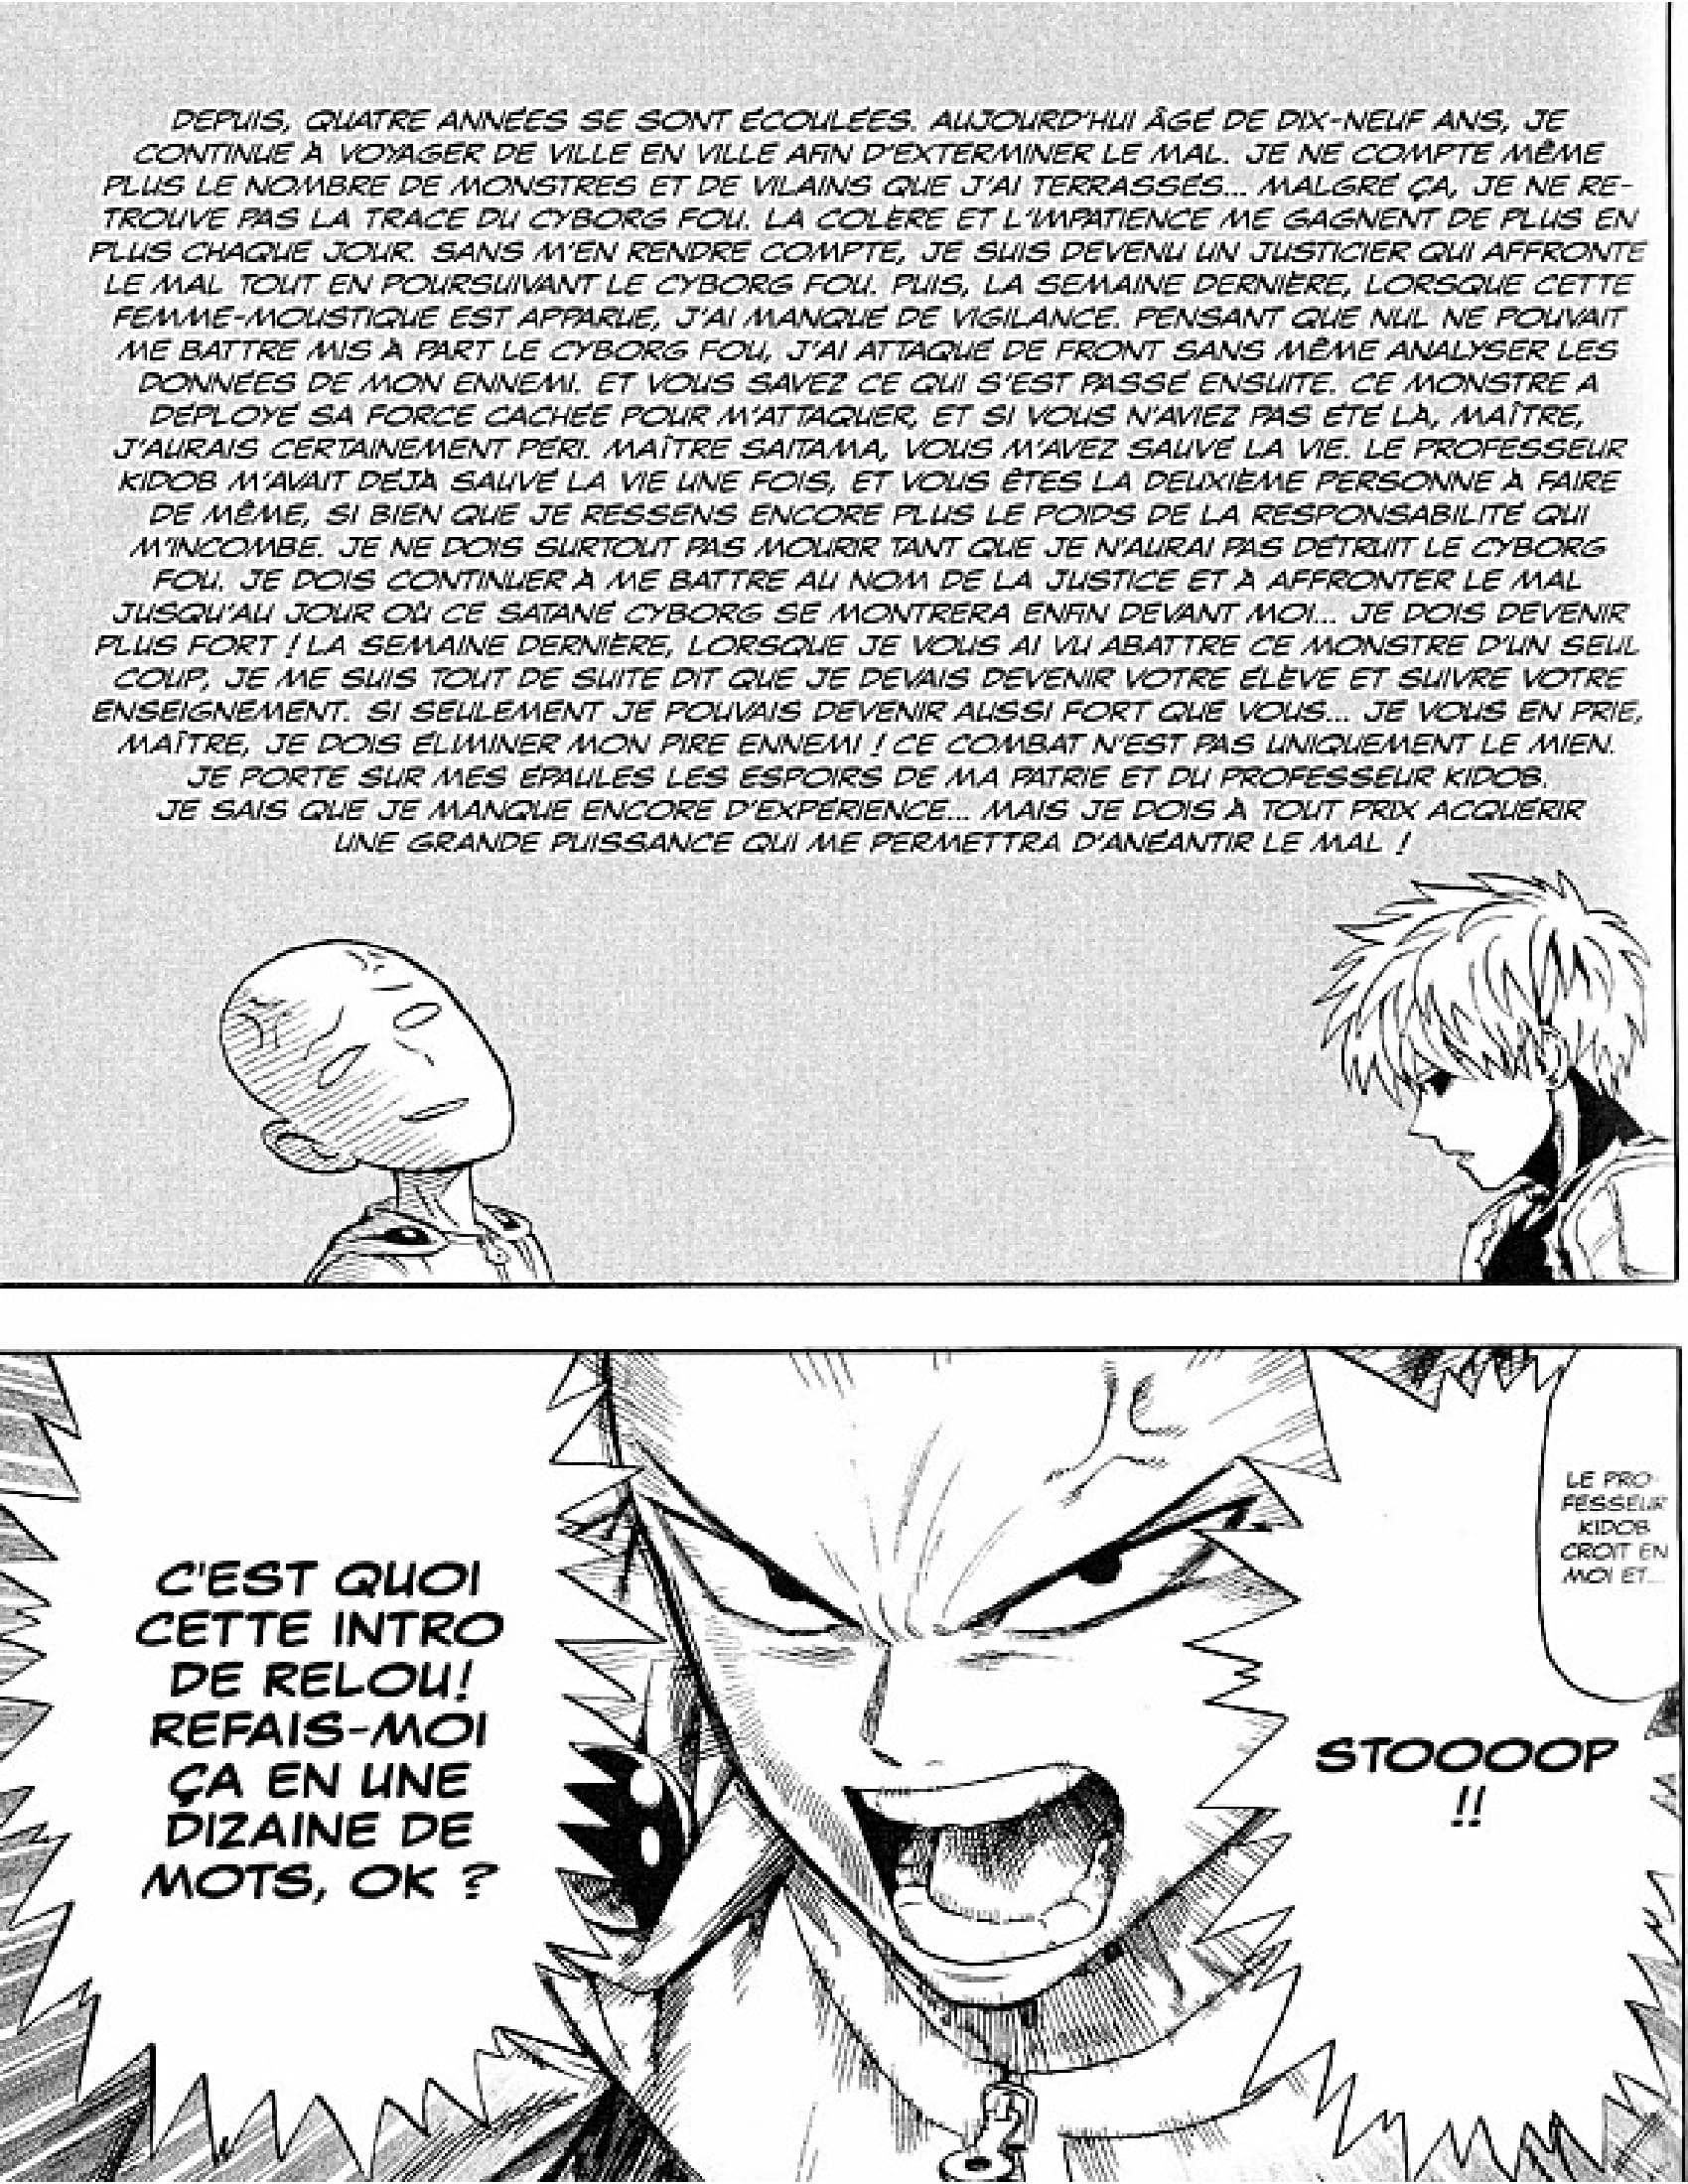 DEPUIS, QUATRE ANNÉES SE SONT ÉCOULÉES. AUJOURD'HUI ÂGÉ DE DIX-NEUF ANS, JE
CONTINUE À VOYAGER DE VILLE EN VILLE AFIN D'EXTERMINER LE MAL. JE NE COMPTE MÊME
PLUS LE NOMBRE DE MONSTRES ET DE VILAINS QUE J'AI TERRASSÉS... MALGRÉ ÇA, JE NE RE-
TROUVE PAS LA TRACE DU CYBORG FOU. LA COLÈRE ET L'IMPATIENCE ME GAGNENT DE PLUS EN
PLUS CHAQUE JOUR. SANS M'EN RENDRE COMPTE, JE SUIS DEVENU UN JUSTICIER QUI AFFRONTE
LE MAL TOUT EN POURSUIVANT LE CYBORG FOU. PUIS, LA SEMAINE DERNIÈRE, LORSQUE CETTE
FEMME-MOUSTIQUE EST APPARUE, J'AI MANQUÉ DE VIGILANCE. PENSANT QUE NUL NE POUVAIT
ME BATTRE MIS À PART LE CYBORG FOU, J'AI ATTAQUÉ DE FRONT SANS MÊME ANALYSER LES
DONNÉES DE MON ENNEMI. ET VOUS SAVEZ CE QUI S'EST PASSÉ ENSUITE. CE MONSTRE A
DÉPLOYÉ SA FORCE CACHÉE POUR M'ATTAQUER, ET SI VOUS N'AVIEZ PAS ÉTÉ LÀ, MAÎTRE,
J'AURAIS CERTAINEMENT PÉRI. MAÎTRE SAITAMA, VOUS M'AVEZ SAUVÉ LA VIE. LE PROFESSEUR
KIDOB M'AVAIT DÉJÀ SAUVÉ LA VIE UNE FOIS, ET VOUS ÊTES LA DEUXIÈME PERSONNE À FAIRE
DE MÊME, SI BIEN QUE JE RESSENS ENCORE PLUS LE POIDS DE LA RESPONSABILITÉ QUI
M'INCOMBE. JE NE DOIS SURTOUT PAS MOURIR TANT QUE JE N'AURAI PAS DÉTRUIT LE CYBORG
FOU. JE DOIS CONTINUER À ME BATTRE AU NOM DE LA JUSTICE ET À AFFRONTER LE MAL
JUSQU'AU JOUR OÙ CE SATANÉ CYBORG SE MONTRERA ENFIN DEVANT MOI... JE DOIS DEVENIR
PLUS FORT ! LA SEMAINE DERNIÈRE, LORSQUE JE VOUS AI VU ABATTRE CE MONSTRE D'UN SEUL
COUP, JE ME SUIS TOUT DE SUITE DIT QUE JE DEVAIS DEVENIR VOTRE ÉLÈVE ET SUIVRE VOTRE
ENSEIGNEMENT. SI SEULEMENT JE POUVAIS DEVENIR AUSSI FORT QUE VOUS... JE VOUS EN PRIE,
MAÎTRE, JE DOIS ÉLIMINER MON PIRE ENNEMI ! CE COMBAT N'EST PAS UNIQUEMENT LE MIEN.
JE PORTE SUR MES ÉPAULES LES ESPOIRS DE MA PATRIE ET DU PROFESSEUR KIDOB.
JE SAIS QUE JE MANQUE ENCORE D'EXPÉRIENCE... MAIS JE DOIS À TOUT PRIX ACQUÉRIR
UNE GRANDE PUISSANCE QUI ME PERMETTRA D'ANÉANTIR LE MAL !
LE PRO-
FESSEUR
KIDOB
CROIT EN
MOI ET...
STOOOOP
!!
C'EST QUOI
CETTE INTRO
DE RELOU!
REFAIS-MOI
ÇA EN UNE
DIZAINE DE
MOTS, OK ?